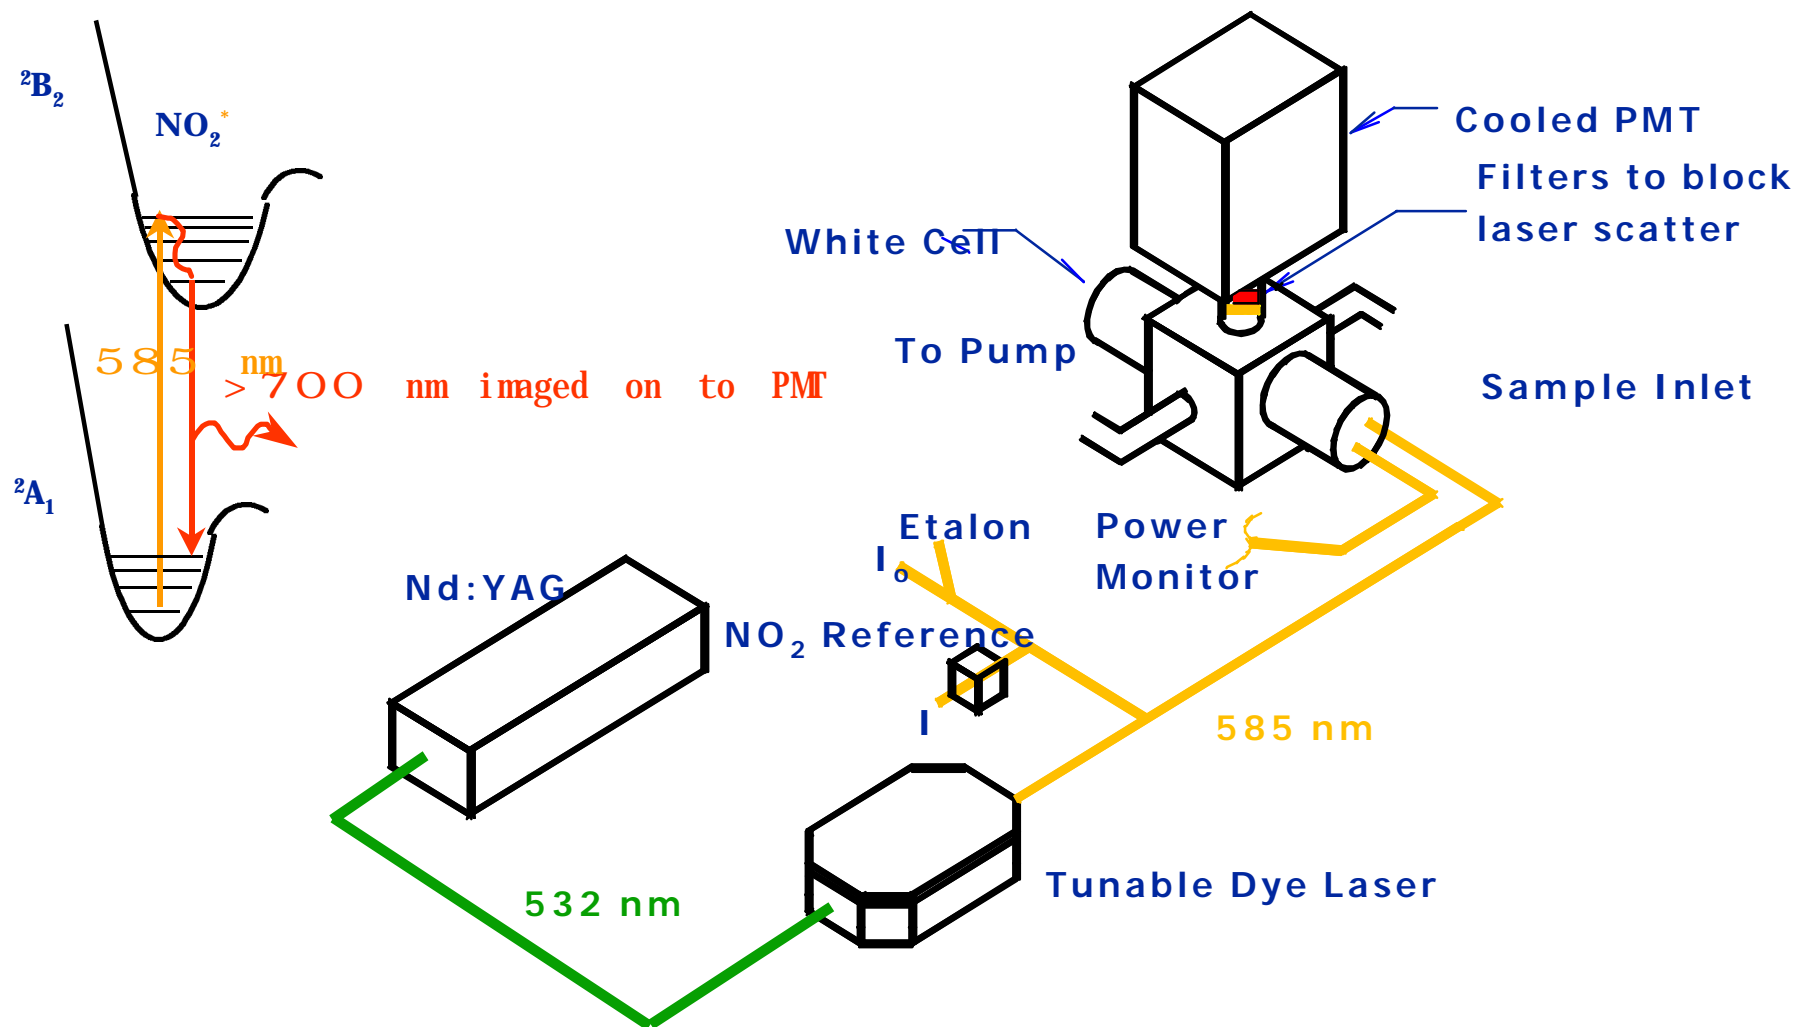 ²B₂
NO₂*
585 nm
>700 nm imaged on to PMT
²A₁
Cooled PMT
Filters to block
laser scatter
White Cell
To Pump
Sample Inlet
Etalon
I₀
Power
Monitor
Nd:YAG
NO₂ Reference
I
585 nm
532 nm
Tunable Dye Laser